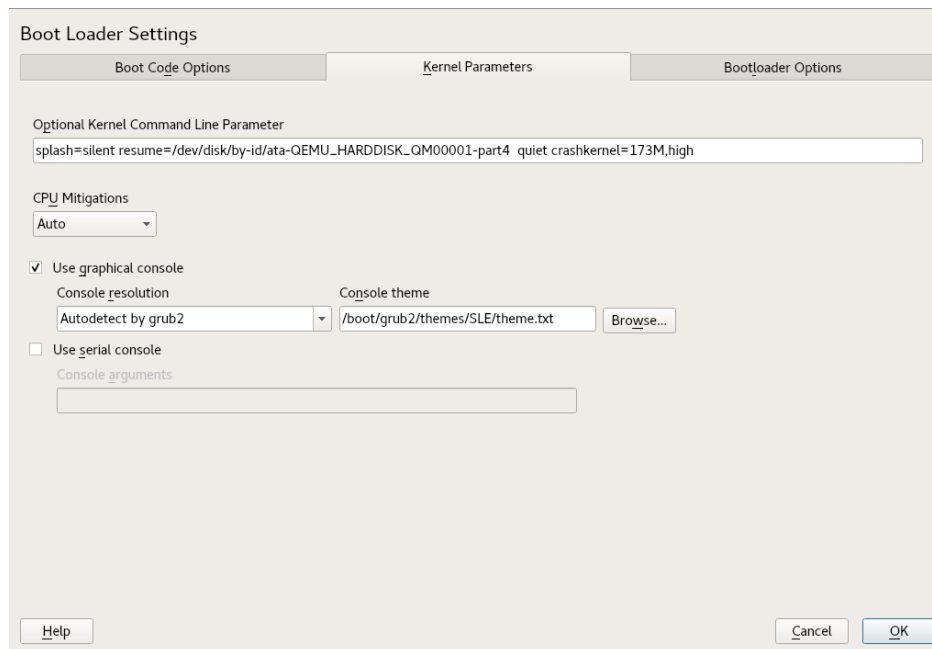 Boot Loader Settings
Boot Code Options Kernel Parameters Bootloader Options
Optional Kernel Command Line Parameter
splash=silent resume=/dev/disk/by-id/ata-QEMU_HARDDISK_QM00001-part4  quiet crashkernel=173M,high
CPU Mitigations
Auto
Use graphical console
Console resolution Console theme
Autodetect by grub2 /boot/grub2/themes/SLE/theme.txt Browse...
Use serial console
Console arguments
Help Cancel OK